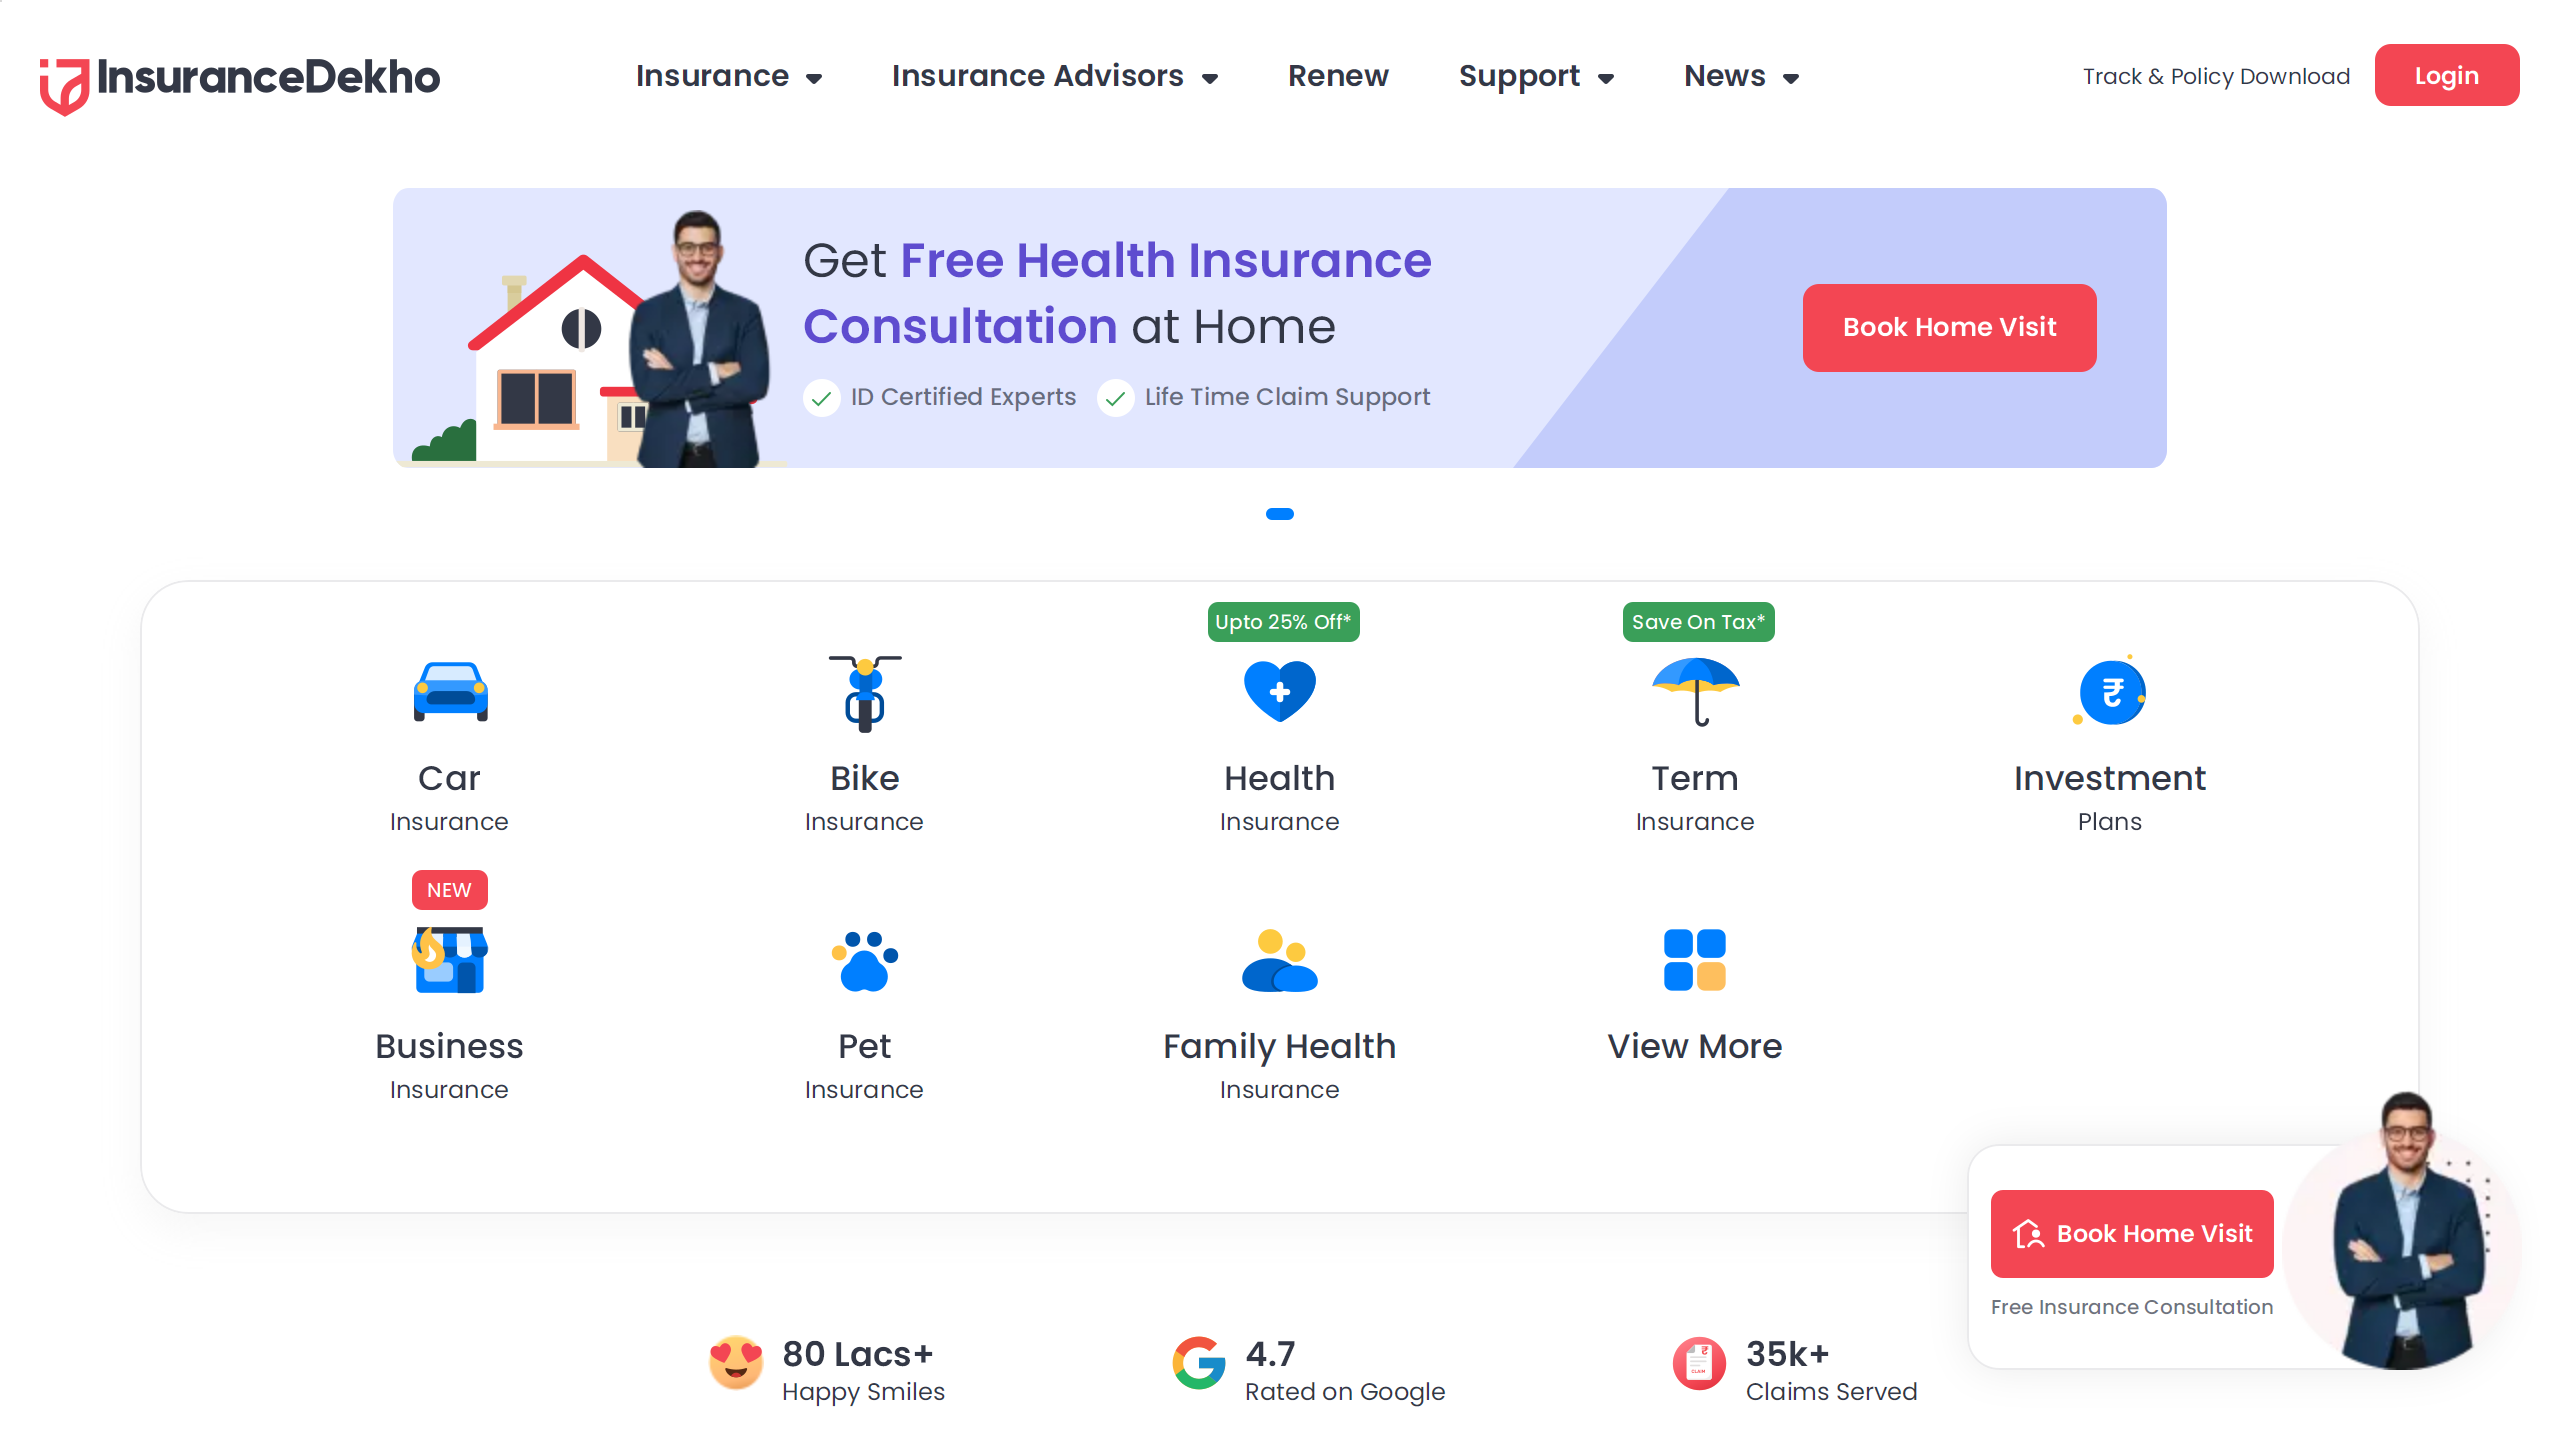 InsuranceDekho
Insurance
Insurance Advisors
Renew
Support
News
Track & Policy Download
Login
Get Free Health Insurance
Consultation at Home
ID Certified Experts
Life Time Claim Support
Book Home Visit
Upto 25% Off*
Save On Tax*
Car
Insurance
Bike
Insurance
Health
Insurance
Term
Insurance
Investment
Plans
NEW
Business
Insurance
Pet
Insurance
Family Health
Insurance
View More
Book Home Visit
Free Insurance Consultation
80 Lacs+
Happy Smiles
4.7
Rated on Google
CLAIM
35k+
Claims Served